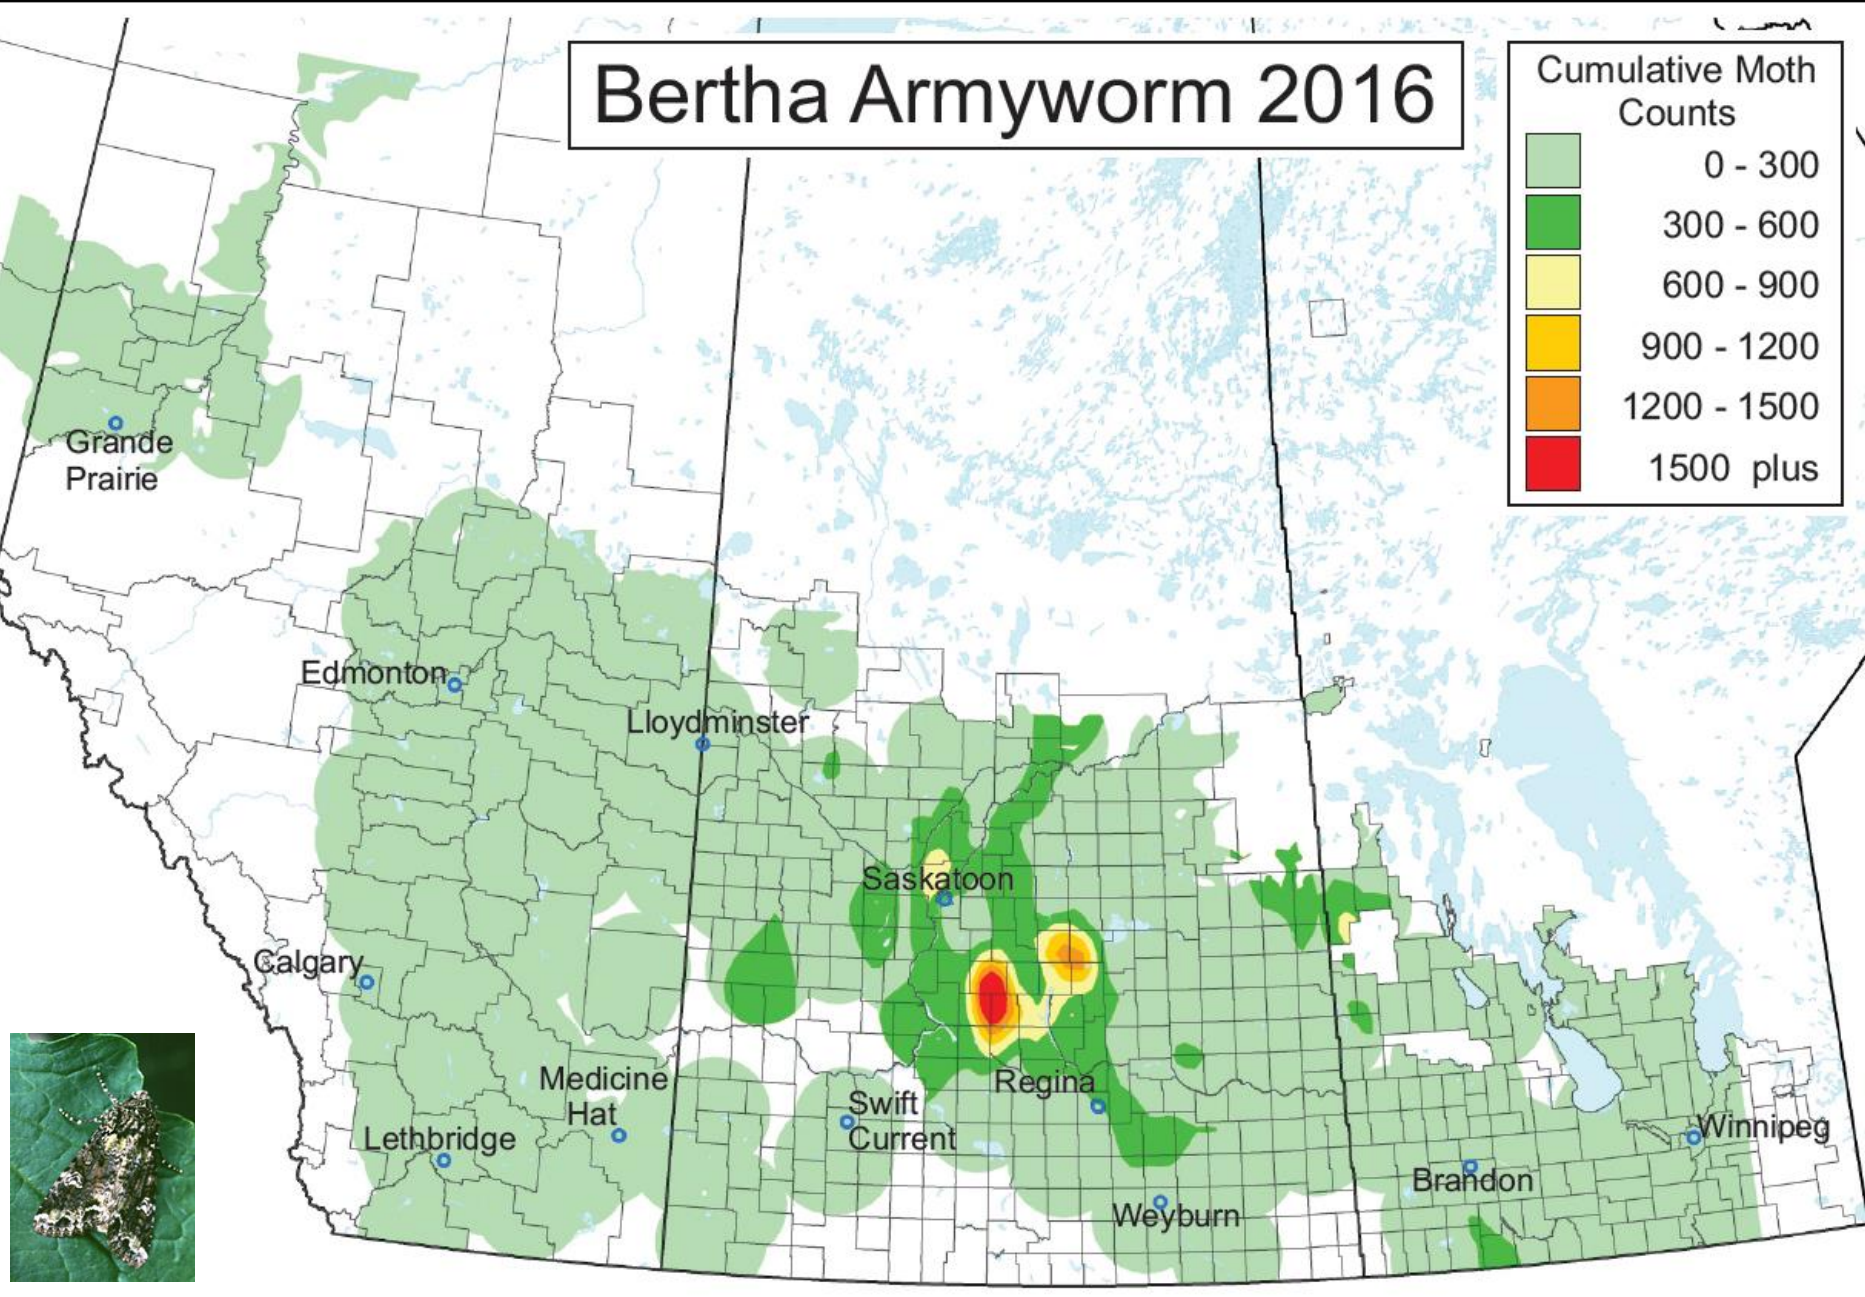 Bertha Armyworm 2016
Cumulative Moth
Counts
0 - 300
300 - 600
600 - 900
900 - 1200
1200 - 1500
1500 plus
Grande
Prairie
Edmonton
Lloydminster
Saskatoon
Calgary
Medicine
Hat
Regina
Swift
Current
Lethbridge
Winnipeg
Brandon
Weyburn